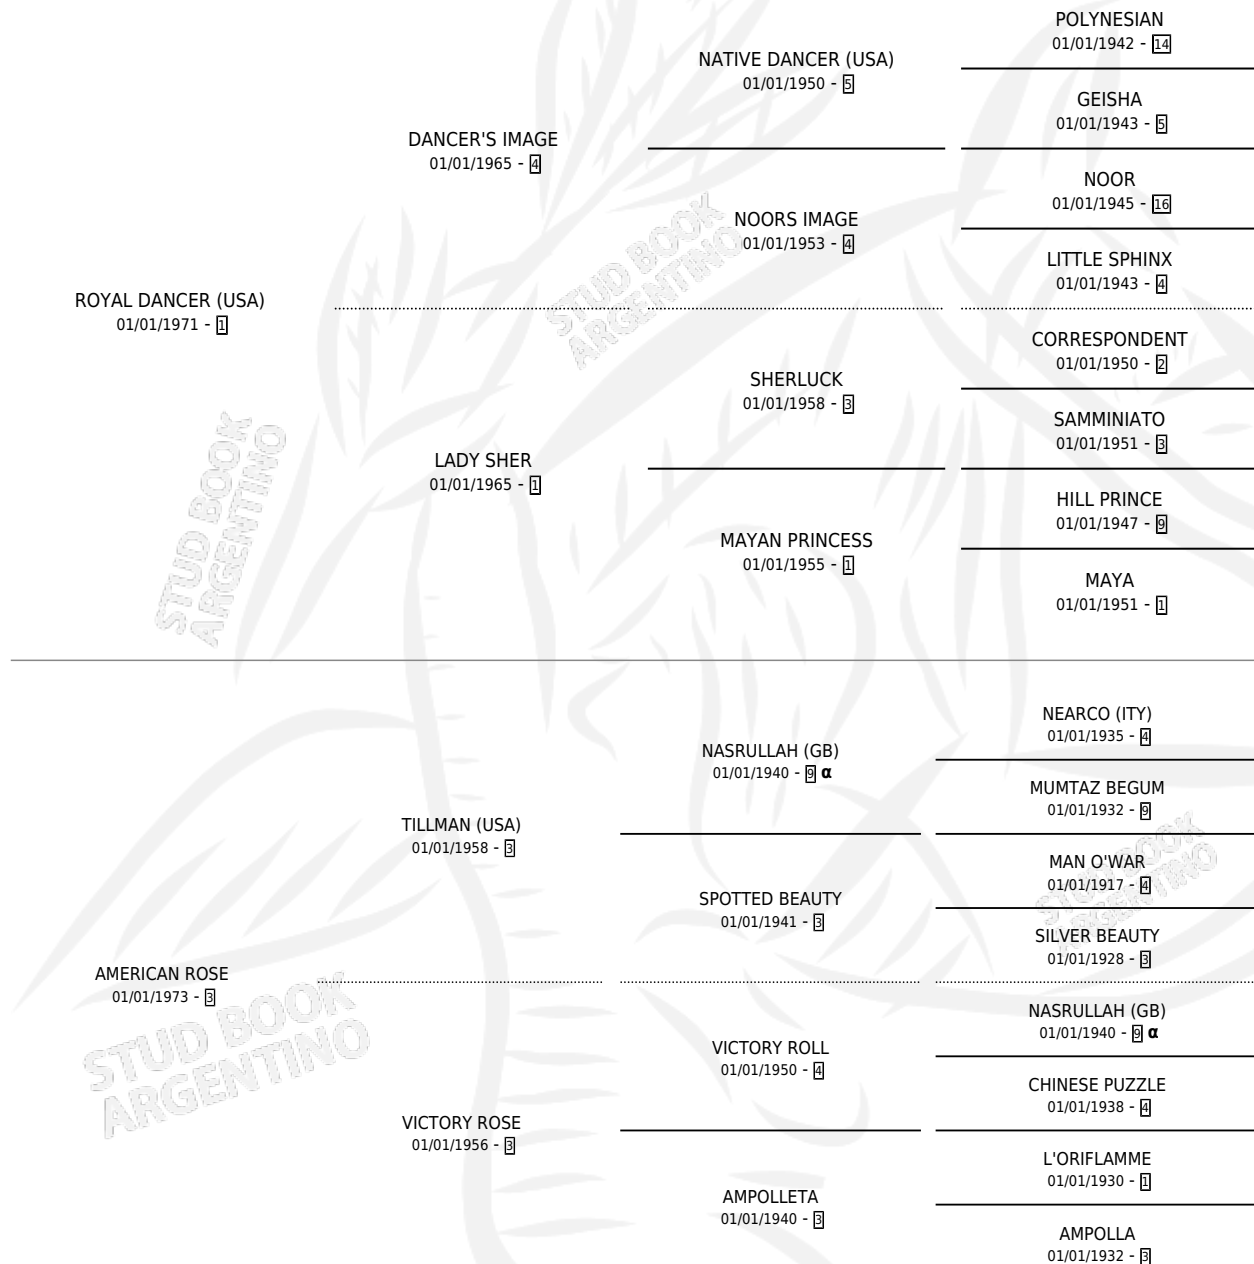 POLYNESIAN
01/01/1942 - 14
NATIVE DANCER (USA)
01/01/1950 - 5
GEISHA
01/01/1943 - 5
DANCER'S IMAGE
01/01/1965 - 4
NOOR
01/01/1945 - 16
NOORS IMAGE
01/01/1953 - 4
LITTLE SPHINX
01/01/1943 - 4
ROYAL DANCER (USA)
01/01/1971 - 1
CORRESPONDENT
01/01/1950 - 2
SHERLUCK
01/01/1958 - 3
SAMMINIATO
01/01/1951 - 3
LADY SHER
01/01/1965 - 1
HILL PRINCE
01/01/1947 - 9
MAYAN PRINCESS
01/01/1955 - 1
MAYA
01/01/1951 - 1
NEARCO (ITY)
01/01/1935 - 4
NASRULLAH (GB)
01/01/1940 - 9 α
MUMTAZ BEGUM
01/01/1932 - 9
TILLMAN (USA)
01/01/1958 - 3
MAN O'WAR
01/01/1917 - 4
SPOTTED BEAUTY
01/01/1941 - 3
SILVER BEAUTY
01/01/1928 - 3
AMERICAN ROSE
01/01/1973 - 3
NASRULLAH (GB)
01/01/1940 - 9 α
VICTORY ROLL
01/01/1950 - 4
CHINESE PUZZLE
01/01/1938 - 4
VICTORY ROSE
01/01/1956 - 3
L'ORIFLAMME
01/01/1930 - 1
AMPOLLETA
01/01/1940 - 3
AMPOLLA
01/01/1932 - 3
STUD BOOK
ARGENTINO
STUD BOOK
ARGENTINO
STUD BOOK
ARGENTINO
STUD BOOK
ARGENTINO